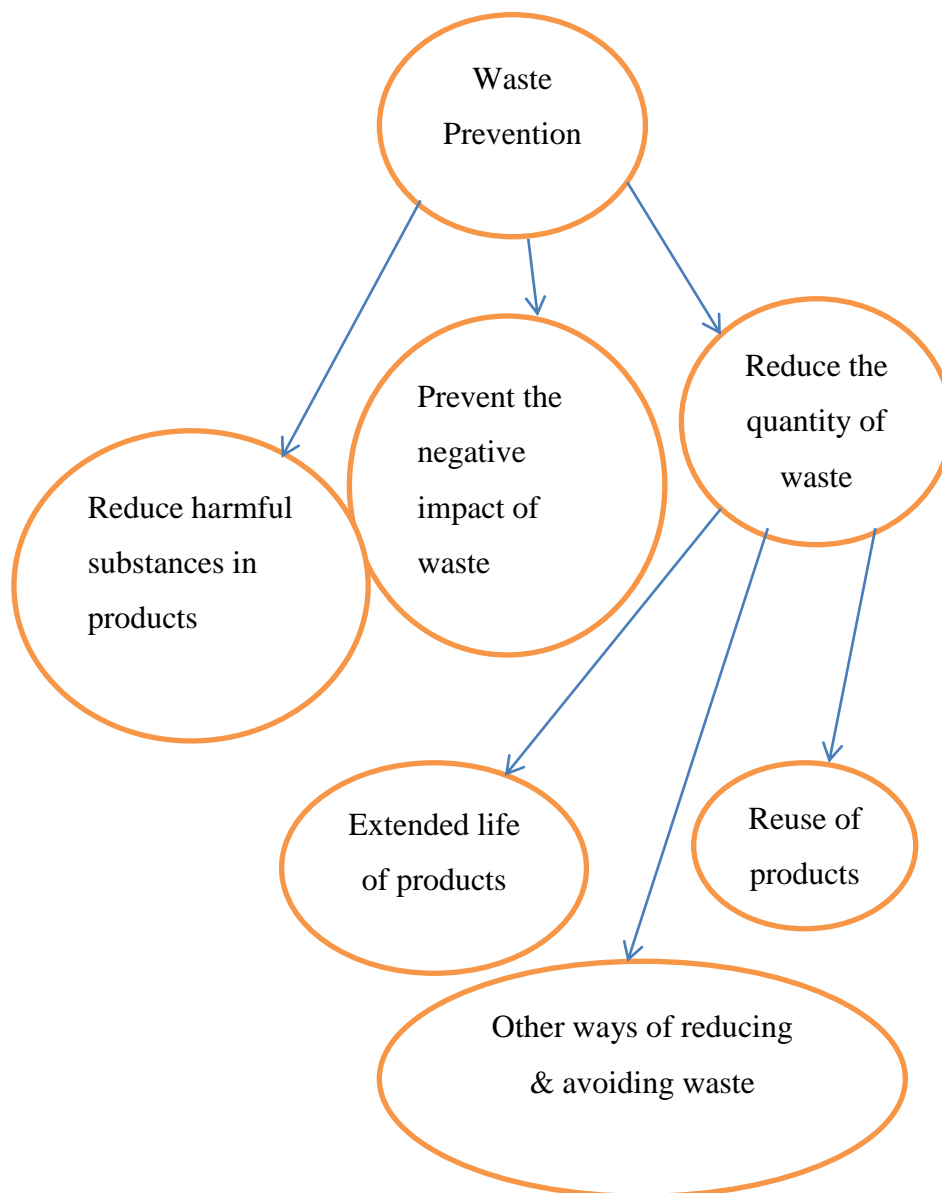 Waste
Prevention
Reduce the
quantity of
waste
Prevent the
negative
impact of
waste
Reduce harmful
substances in
products
Extended life
of products
Reuse of
products
Other ways of reducing
& avoiding waste